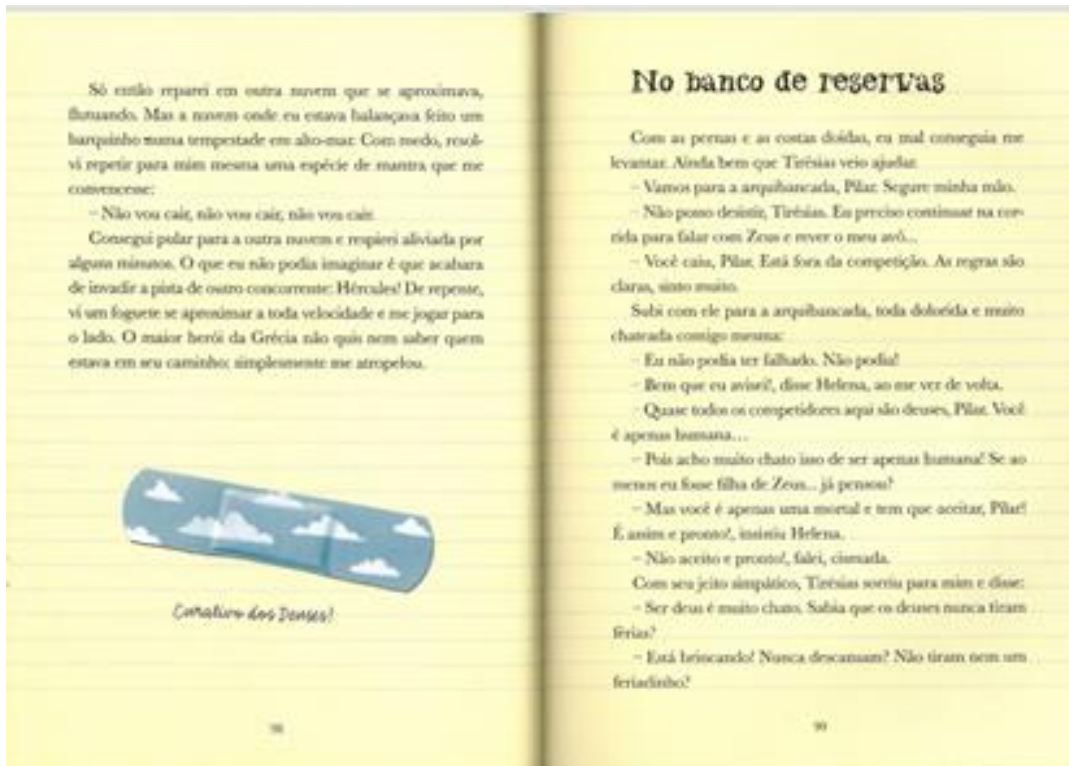 Só então reparei em outra nuvem que se aproximava,
flutuando. Mas a nuvem onde eu estava balançava feito um
barquinho numa tempestade em alto-mar. Com medo, resol-
vi repetir para mim mesma uma espécie de mantra que me
convencesse:
– Não vou cair, não vou cair, não vou cair.
Consegui pular para a outra nuvem e respirei aliviada por
alguns minutos. O que eu não podia imaginar é que acabara
de invadir a pista de outro concorrente: Hércules! De repente,
vi um foguete se aproximar a toda velocidade e me jogar para
o lado. O maior herói da Grécia não quis nem saber quem
estava em seu caminho: simplesmente me atropelou.
Curativo dos Deuses!
98
No banco de reservas
Com as pernas e as costas doídas, eu mal conseguia me
levantar. Ainda bem que Tirésias veio ajudar.
– Vamos para a arquibancada, Pilar. Segure minha mão.
– Não posso desistir, Tirésias. Eu preciso continuar na cor-
rida para falar com Zeus e rever o meu avô...
– Você caiu, Pilar. Está fora da competição. As regras são
claras, sinto muito.
Subi com ele para a arquibancada, toda dolorida e muito
chateada comigo mesma:
– Eu não podia ter falhado. Não podia!
– Bem que eu avisei!, disse Helena, ao me ver de volta.
– Quase todos os competidores aqui são deuses, Pilar. Você
é apenas humana...
– Pois acho muito chato isso de ser apenas humana! Se ao
menos eu fosse filha de Zeus... já pensou?
– Mas você é apenas uma mortal e tem que aceitar, Pilar!
É assim e pronto!, insistiu Helena.
– Não aceito e pronto!, falei, cismada.
Com seu jeito simpático, Tirésias sorriu para mim e disse:
– Ser deus é muito chato. Sabia que os deuses nunca tiram
férias?
– Está brincando! Nunca descansam? Não tiram nem um
feriadinho?
99